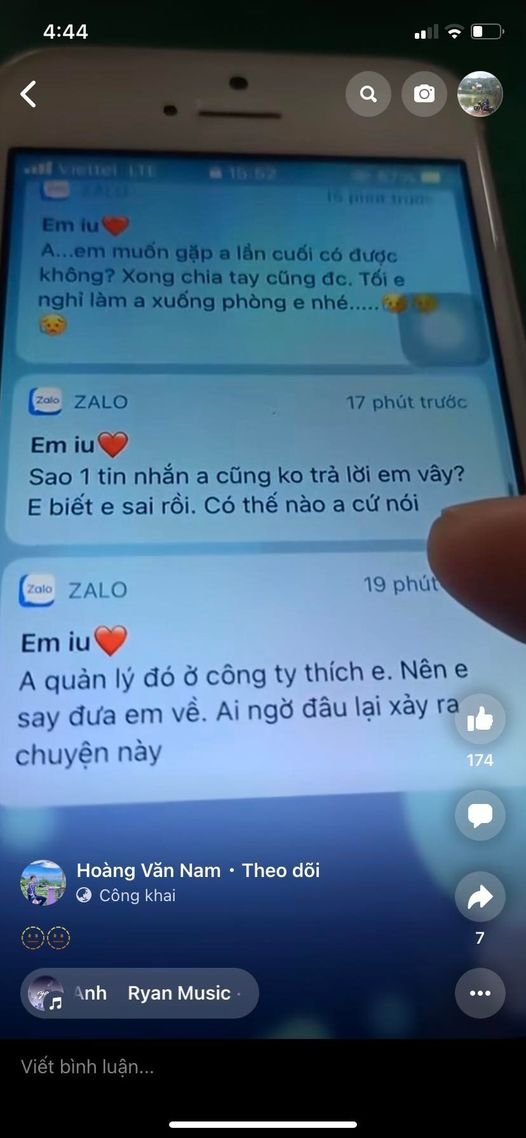 4:44
Viettel LTE 15:52
ZALO 15 phút trước
Em iu❤️
A...em muốn gặp a lần cuối có được
không? Xong chia tay cũng đc. Tối e
nghỉ làm a xuống phòng e nhé.....😥😥
😥
Zalo ZALO 17 phút trước
Em iu❤️
Sao 1 tin nhắn a cũng ko trả lời em vây?
E biết e sai rồi. Có thế nào a cứ nói
Zalo ZALO 19 phút
Em iu❤️
A quản lý đó ở công ty thích e. Nên e
say đưa em về. Ai ngờ đâu lại xảy ra
chuyện này
174
Hoàng Văn Nam · Theo dõi
Công khai
😐😐
7
Anh Ryan Music ·
Viết bình luận...